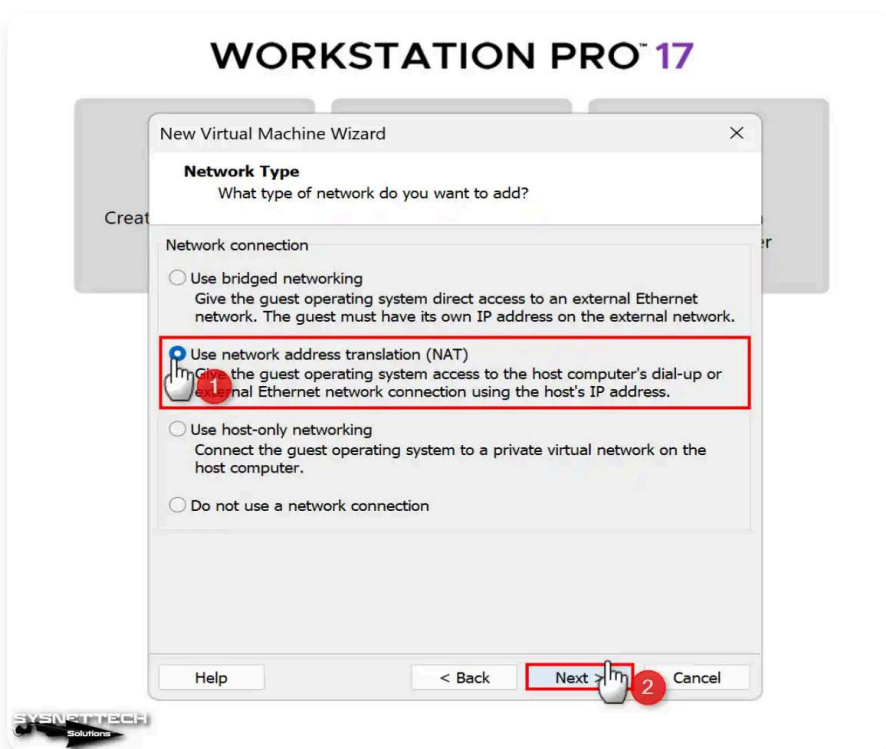 WORKSTATION PRO™ 17
New Virtual Machine Wizard
Network Type
What type of network do you want to add?
Creat
er
Network connection
Use bridged networking
Give the guest operating system direct access to an external Ethernet
network. The guest must have its own IP address on the external network.
Use network address translation (NAT)
Give the guest operating system access to the host computer's dial-up or
external Ethernet network connection using the host's IP address.
1
Use host-only networking
Connect the guest operating system to a private virtual network on the
host computer.
Do not use a network connection
Help
< Back
Next >
2
Cancel
SYSNETTECH
Solutions